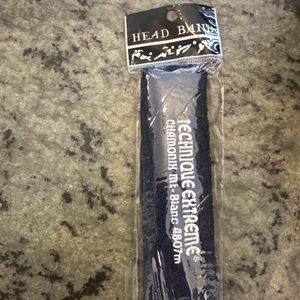 HEAD BAND
TECHNIQUE EXTREME®
CHAMONIX Mt. Blanc 4807m